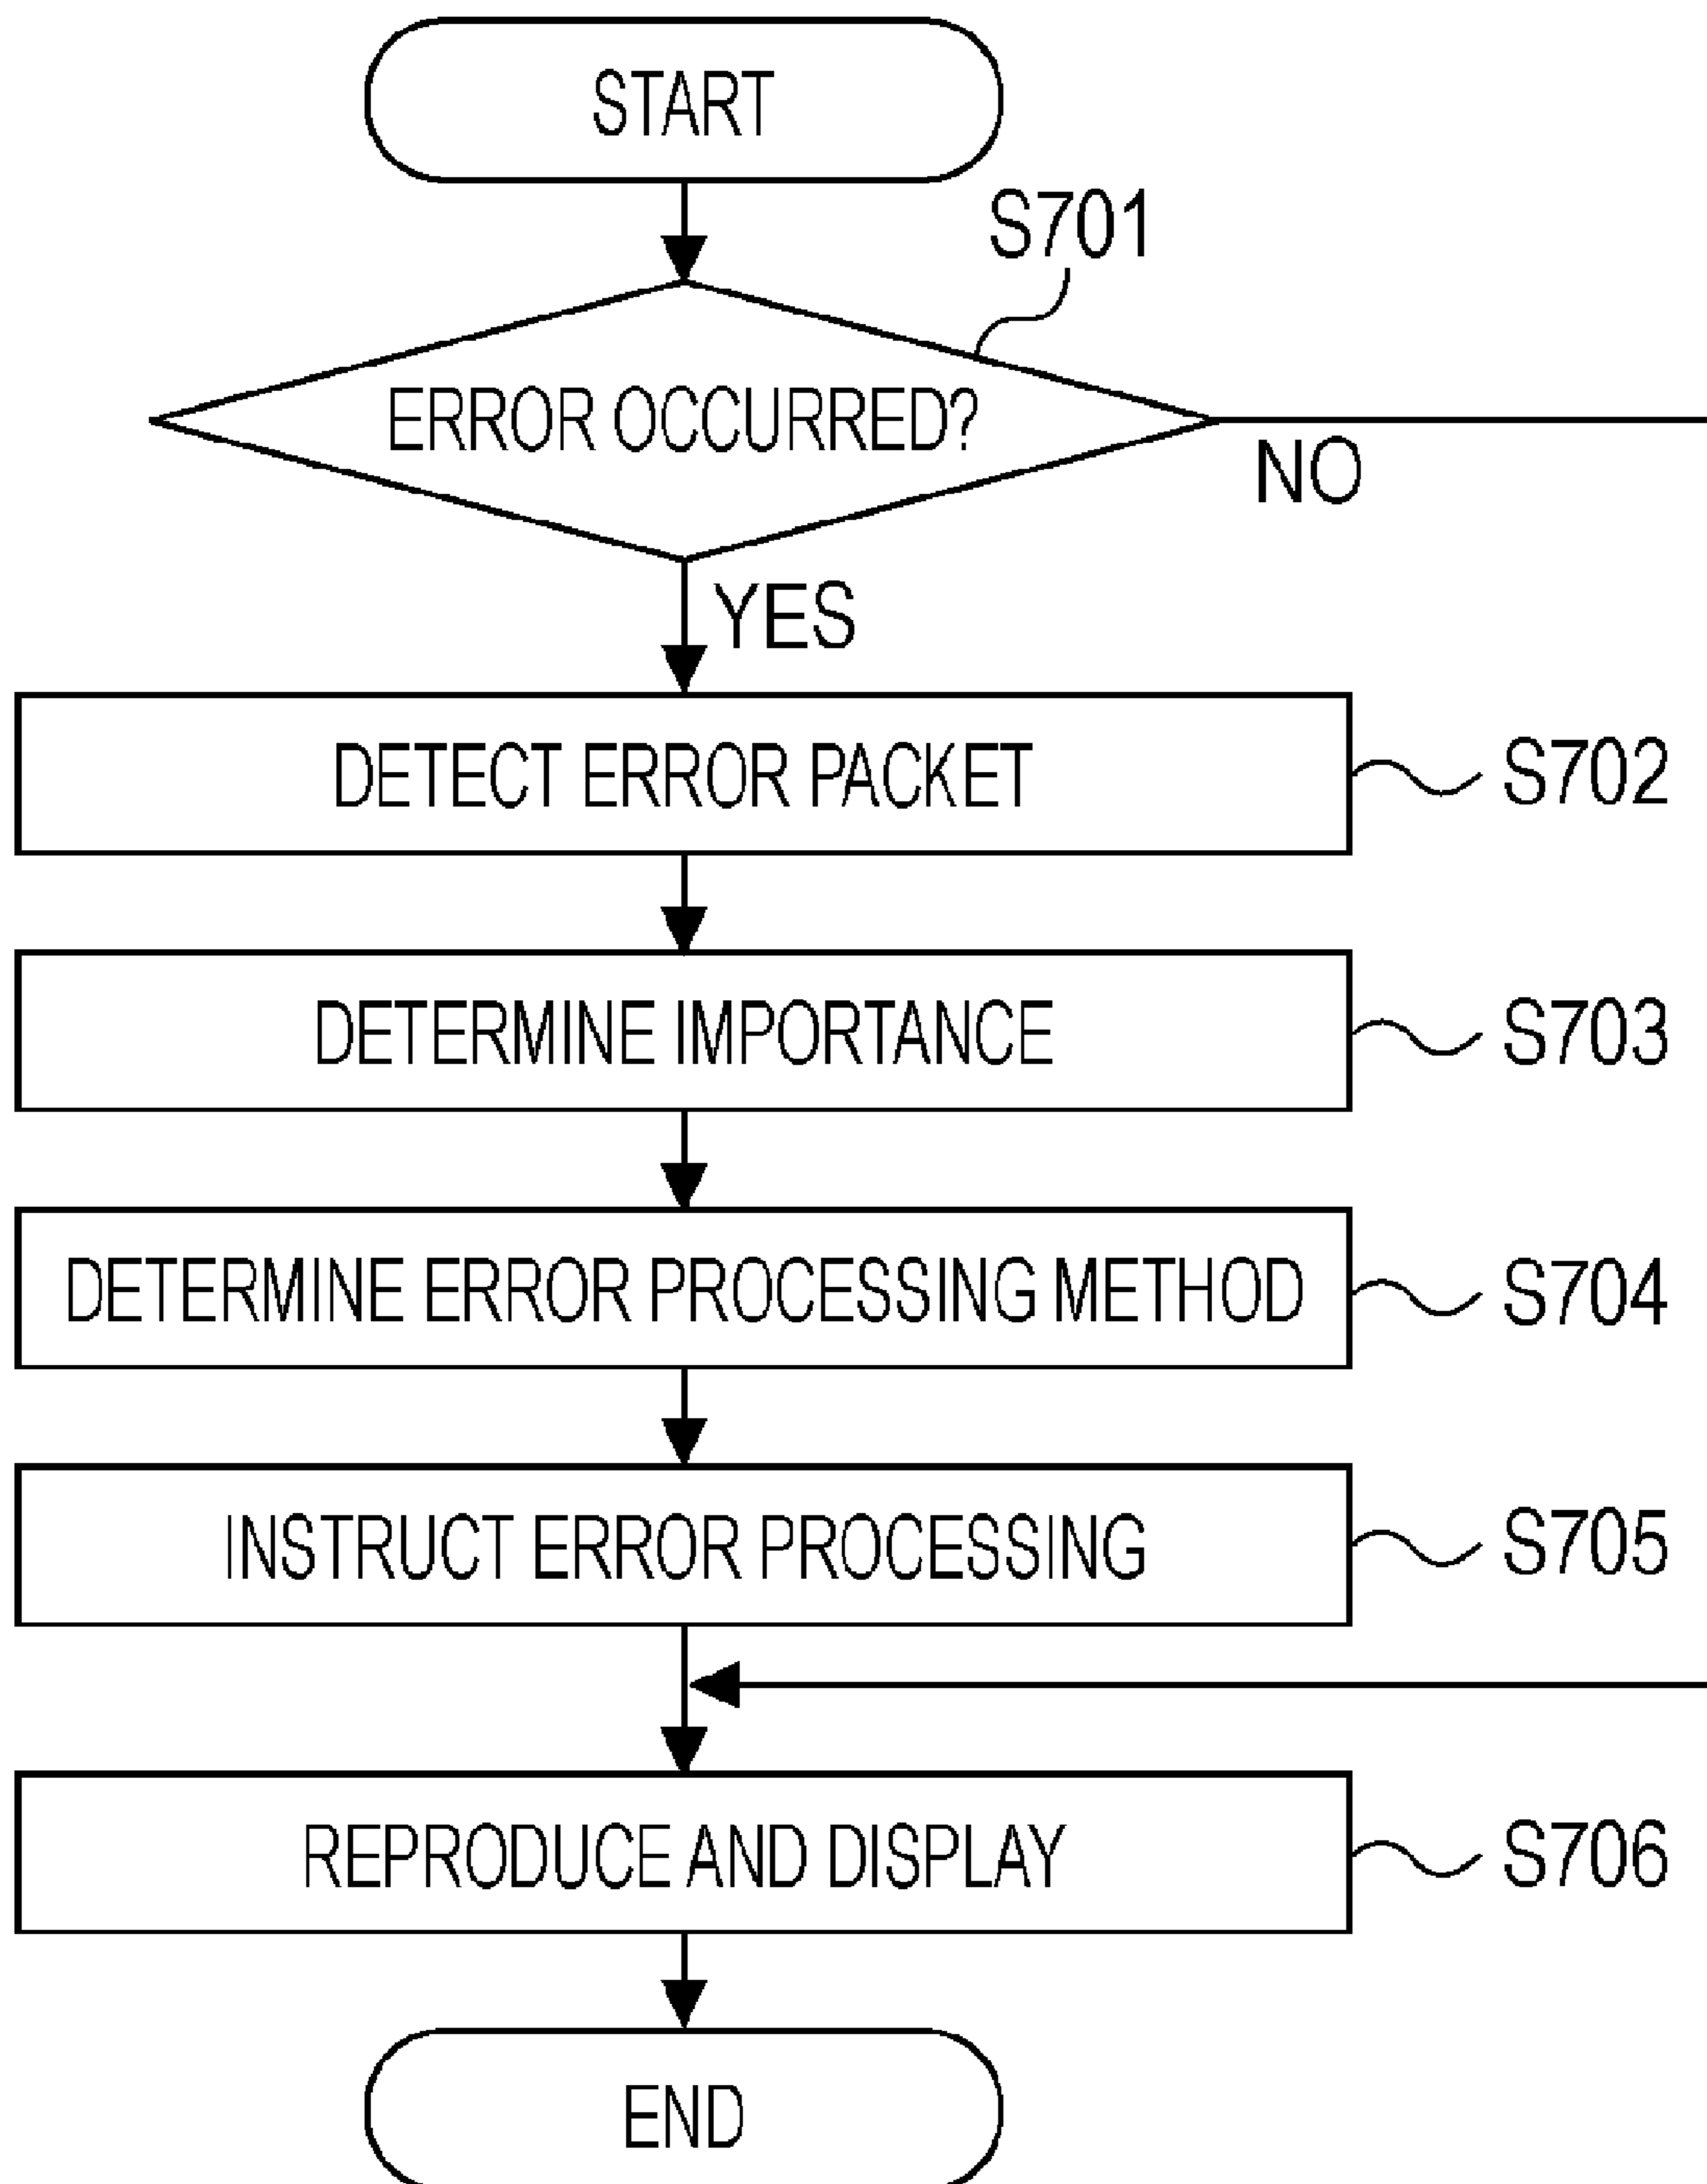 START
S701
ERROR OCCURRED?
NO
YES
DETECT ERROR PACKET
S702
DETERMINE IMPORTANCE
S703
DETERMINE ERROR PROCESSING METHOD
S704
INSTRUCT ERROR PROCESSING
S705
REPRODUCE AND DISPLAY
S706
END